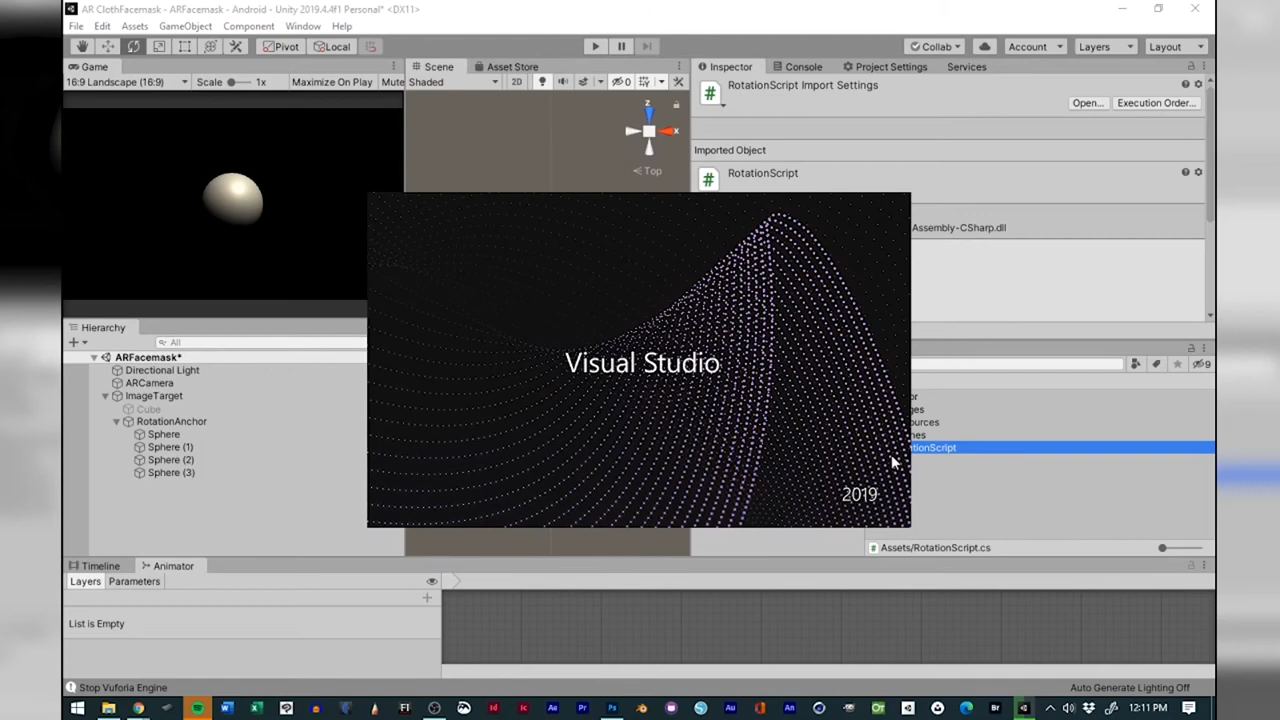 AR ClothFacemask - ARFacemask - Android - Unity 2019.4.4f1 Personal* <DX11>
File Edit Assets GameObject Component Window Help
Pivot Local Collab Account Layers Layout
Game Scene Asset Store Inspector Console Project Settings Services
16:9 Landscape (16:9) Scale 1x Maximize On Play Mute Shaded 2D 0
RotationScript Import Settings
Open... Execution Order...
z
x
Top
Imported Object
RotationScript
Assembly-CSharp.dll
Visual Studio
2019
Hierarchy
All
9
ARFacemask*
Directional Light
ARCamera
ImageTarget
Cube
RotationAnchor
Sphere
Sphere (1)
Sphere (2)
Sphere (3)
tionScript
Assets/RotationScript.cs
Timeline Animator
Layers Parameters
List is Empty
Stop Vuforia Engine
Auto Generate Lighting Off
12:11 PM